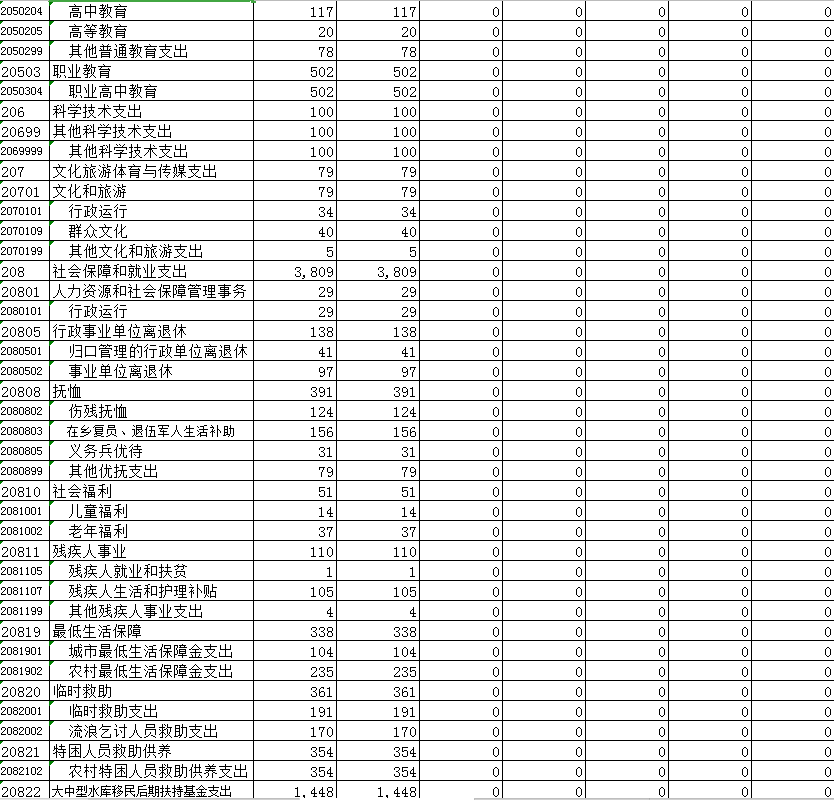 2050204 高中教育 117 117 0 0 0 0 0
2050205 高等教育 20 20 0 0 0 0 0
2050299 其他普通教育支出 78 78 0 0 0 0 0
20503 职业教育 502 502 0 0 0 0 0
2050304 职业高中教育 502 502 0 0 0 0 0
206 科学技术支出 100 100 0 0 0 0 0
20699 其他科学技术支出 100 100 0 0 0 0 0
2069999 其他科学技术支出 100 100 0 0 0 0 0
207 文化旅游体育与传媒支出 79 79 0 0 0 0 0
20701 文化和旅游 79 79 0 0 0 0 0
2070101 行政运行 34 34 0 0 0 0 0
2070109 群众文化 40 40 0 0 0 0 0
2070199 其他文化和旅游支出 5 5 0 0 0 0 0
208 社会保障和就业支出 3,809 3,809 0 0 0 0 0
20801 人力资源和社会保障管理事务 29 29 0 0 0 0 0
2080101 行政运行 29 29 0 0 0 0 0
20805 行政事业单位离退休 138 138 0 0 0 0 0
2080501 归口管理的行政单位离退休 41 41 0 0 0 0 0
2080502 事业单位离退休 97 97 0 0 0 0 0
20808 抚恤 391 391 0 0 0 0 0
2080802 伤残抚恤 124 124 0 0 0 0 0
2080803 在乡复员、退伍军人生活补助 156 156 0 0 0 0 0
2080805 义务兵优待 31 31 0 0 0 0 0
2080899 其他优抚支出 79 79 0 0 0 0 0
20810 社会福利 51 51 0 0 0 0 0
2081001 儿童福利 14 14 0 0 0 0 0
2081002 老年福利 37 37 0 0 0 0 0
20811 残疾人事业 110 110 0 0 0 0 0
2081105 残疾人就业和扶贫 1 1 0 0 0 0 0
2081107 残疾人生活和护理补贴 105 105 0 0 0 0 0
2081199 其他残疾人事业支出 4 4 0 0 0 0 0
20819 最低生活保障 338 338 0 0 0 0 0
2081901 城市最低生活保障金支出 104 104 0 0 0 0 0
2081902 农村最低生活保障金支出 235 235 0 0 0 0 0
20820 临时救助 361 361 0 0 0 0 0
2082001 临时救助支出 191 191 0 0 0 0 0
2082002 流浪乞讨人员救助支出 170 170 0 0 0 0 0
20821 特困人员救助供养 354 354 0 0 0 0 0
2082102 农村特困人员救助供养支出 354 354 0 0 0 0 0
20822 大中型水库移民后期扶持基金支出 1,448 1,448 0 0 0 0 0